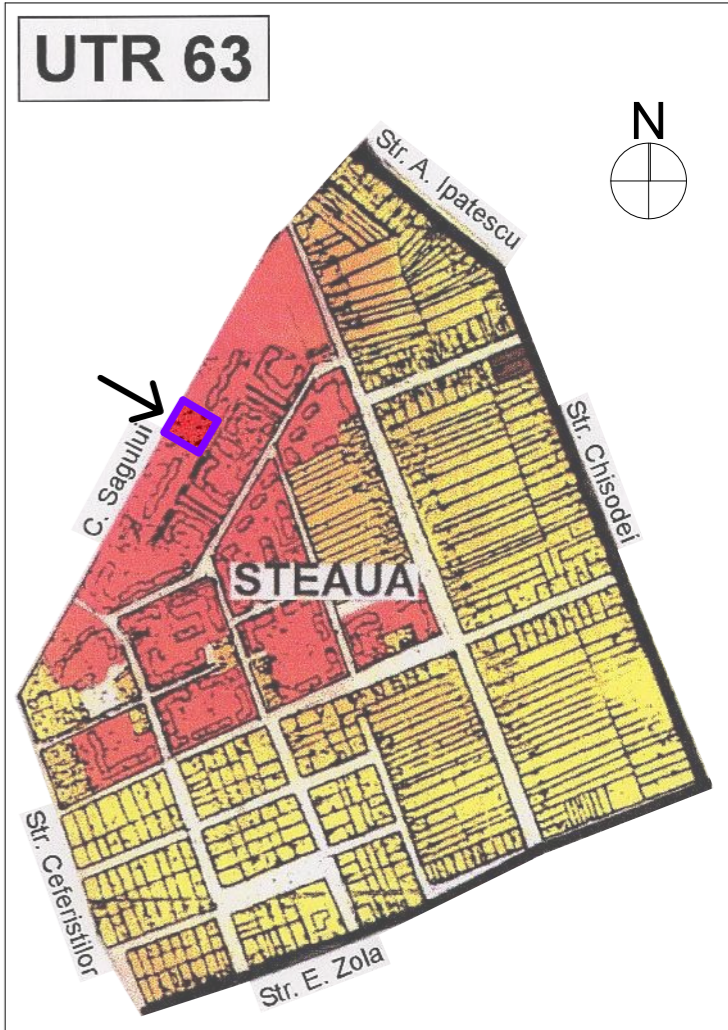 UTR 63
N
Str. A. Ipatescu
C. Sagului
Str. Chisodei
STEAUA
Str. Ceferistilor
Str. E. Zola